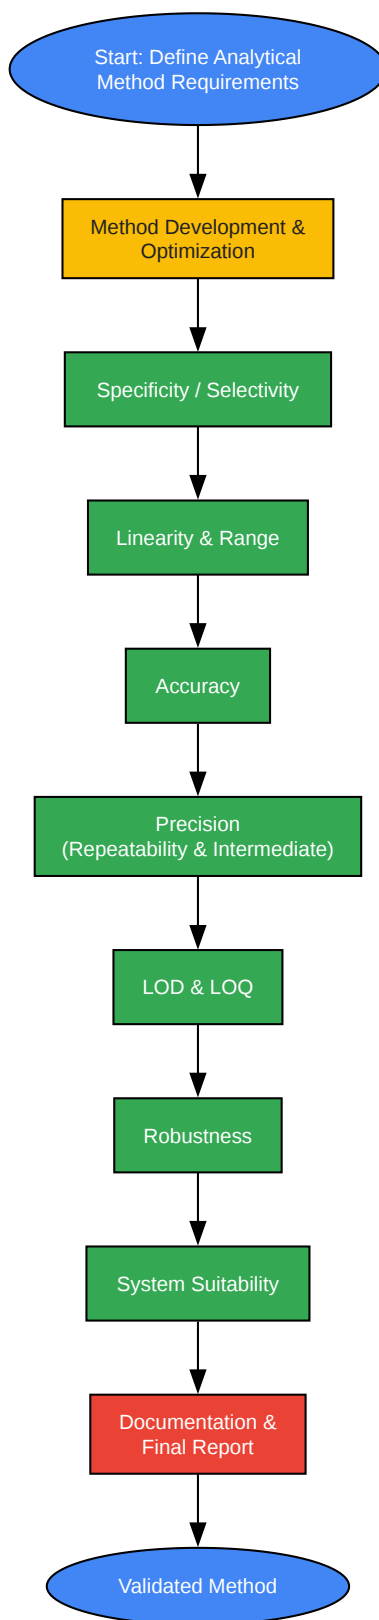 Start: Define Analytical
Method Requirements
Method Development &
Optimization
Specificity / Selectivity
Linearity & Range
Accuracy
Precision
(Repeatability & Intermediate)
LOD & LOQ
Robustness
System Suitability
Documentation &
Final Report
Validated Method